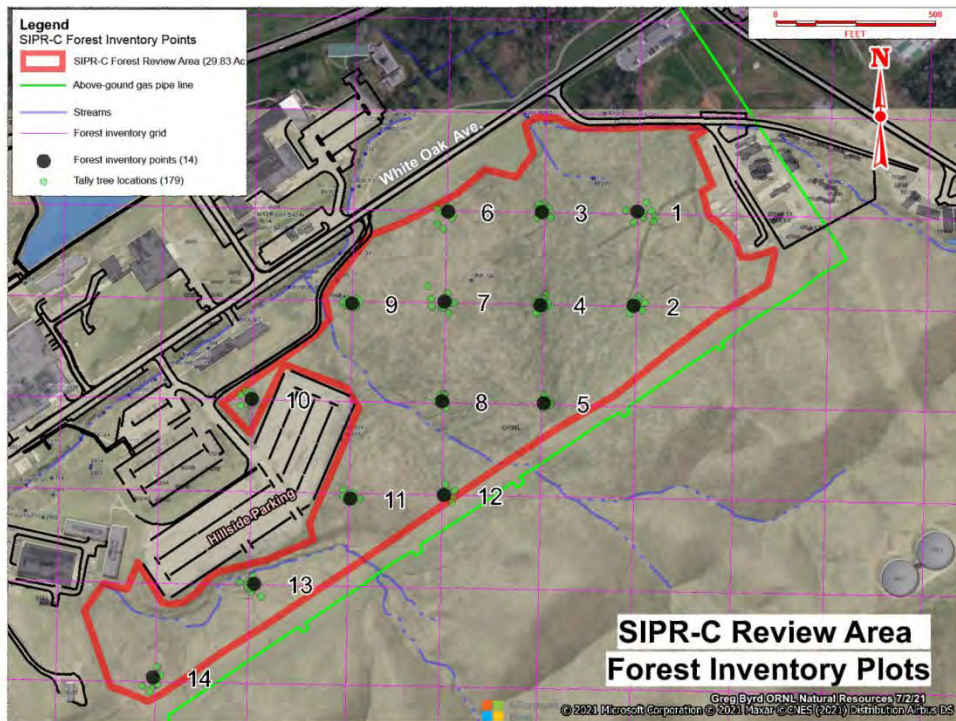 Legend
SIPR-C Forest Inventory Points
SIPR-C Forest Review Area (29.83 Ac
Above-gound gas pipe line
Streams
Forest inventory grid
Forest inventory points (14)
Tally tree locations (179)
0 500
FEET
N
White Oak Ave.
6 3 1
9 7 4 2
10 8 5
ORNL
11 12
Hillside Parking
13
14
SIPR-C Review Area
Forest Inventory Plots
Greg Byrd ORNL Natural Resources 7/2/21
© 2021 Microsoft Corporation © 2021 Maxar ©CNES (2021) Distribution Airbus DS